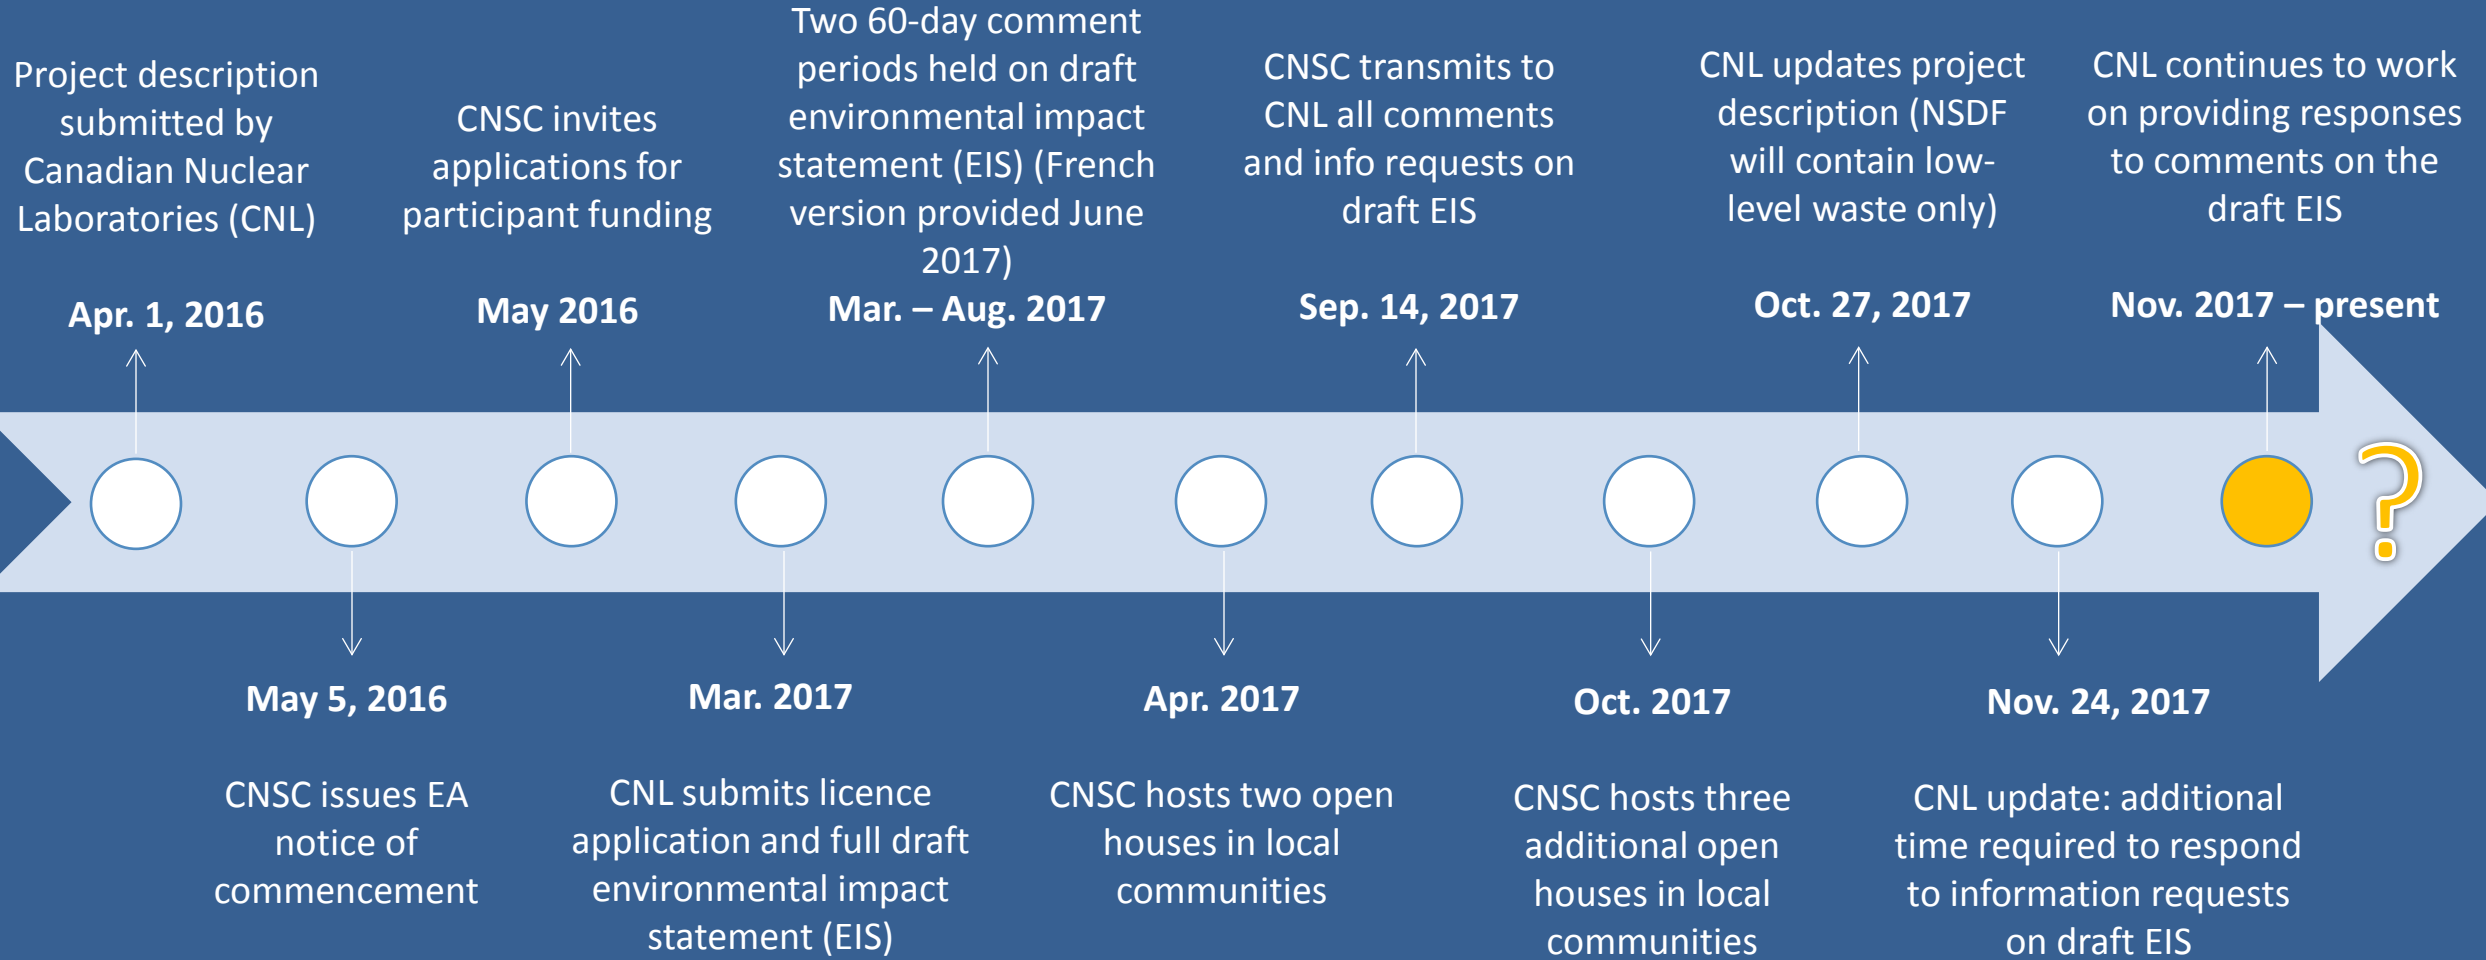 Project description
submitted by
Canadian Nuclear
Laboratories (CNL)
Apr. 1, 2016
CNSC invites
applications for
participant funding
May 2016
Two 60-day comment
periods held on draft
environmental impact
statement (EIS) (French
version provided June
2017)
Mar. – Aug. 2017
CNSC transmits to
CNL all comments
and info requests on
draft EIS
Sep. 14, 2017
CNL updates project
description (NSDF
will contain low-
level waste only)
Oct. 27, 2017
CNL continues to work
on providing responses
to comments on the
draft EIS
Nov. 2017 – present
?
May 5, 2016
CNSC issues EA
notice of
commencement
Mar. 2017
CNL submits licence
application and full draft
environmental impact
statement (EIS)
Apr. 2017
CNSC hosts two open
houses in local
communities
Oct. 2017
CNSC hosts three
additional open
houses in local
communities
Nov. 24, 2017
CNL update: additional
time required to respond
to information requests
on draft EIS